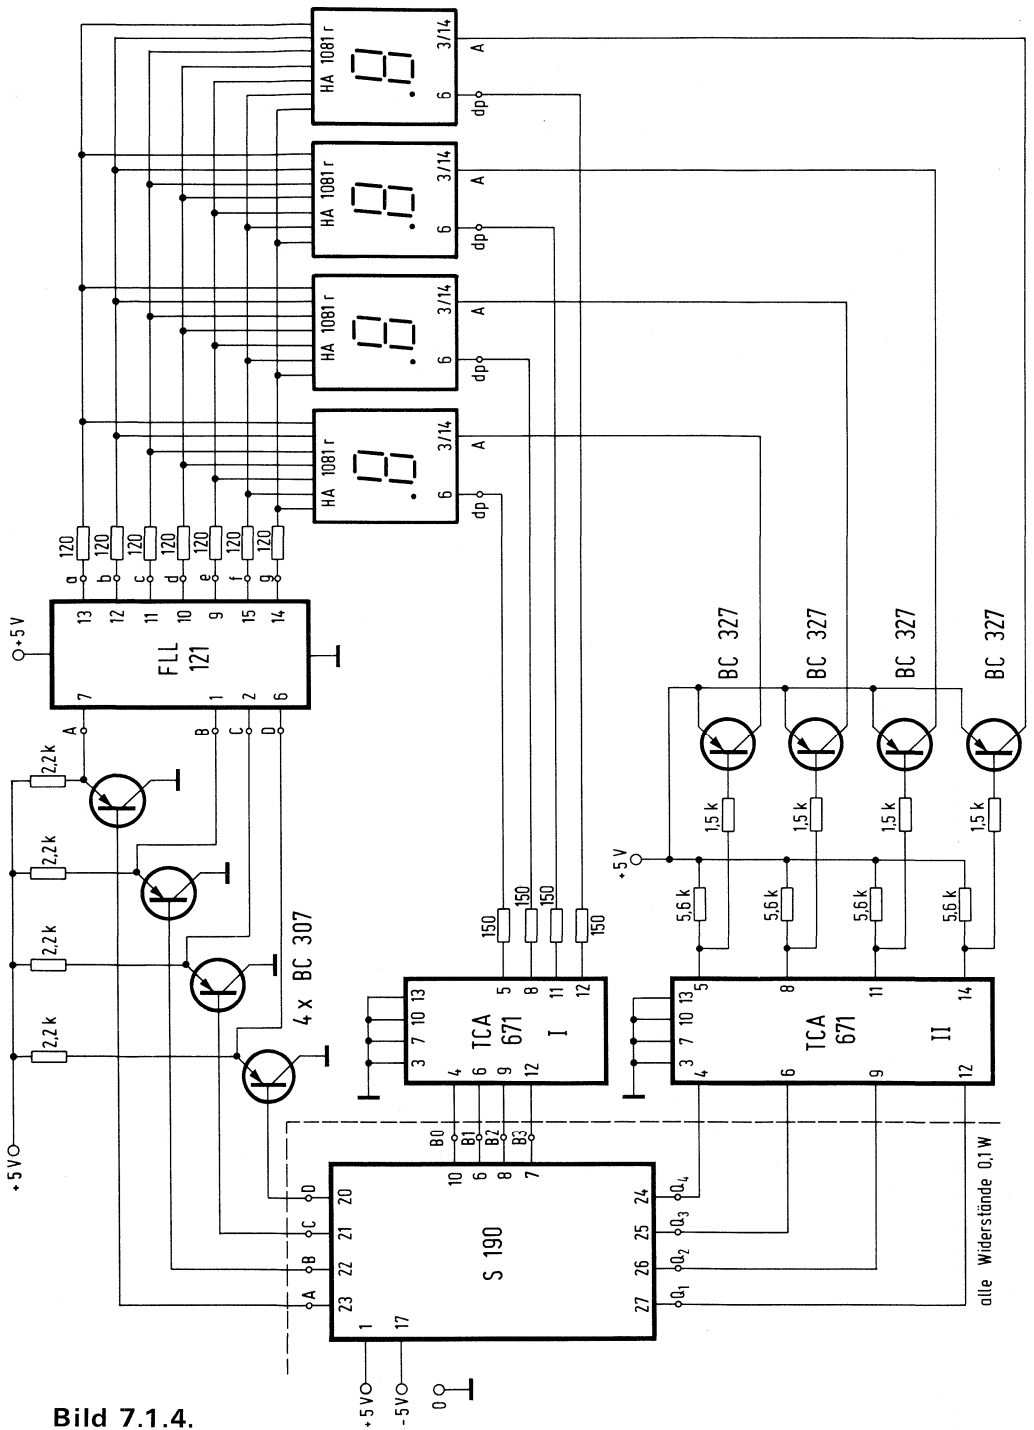 HA 1081 r
3/14
A
6
dp
HA 1081 r
3/14
A
6
dp
HA 1081 r
3/14
A
6
dp
HA 1081 r
3/14
A
6
dp
120
120
120
120
120
120
120
a
b
c
d
e
f
g
13
12
11
10
9
15
14
+5 V
FLL
121
7
1
2
6
A
B
C
D
2,2 k
2,2 k
2,2 k
2,2 k
+5 V
4 x BC 307
150
150
150
150
13
10
7
3
5
8
11
12
TCA
671
I
4
6
9
12
BC 327
BC 327
BC 327
BC 327
1,5 k
1,5 k
1,5 k
1,5 k
+5 V
5,6 k
5,6 k
5,6 k
5,6 k
13
10
7
3
5
8
11
14
TCA
671
II
4
6
9
12
B0
B1
B2
B3
10
6
8
7
D
C
B
A
20
21
22
23
S 190
24
25
26
27
Q4
Q3
Q2
Q1
1
17
+5 V
-5 V
0
alle Widerstände 0,1 W
Bild 7.1.4.